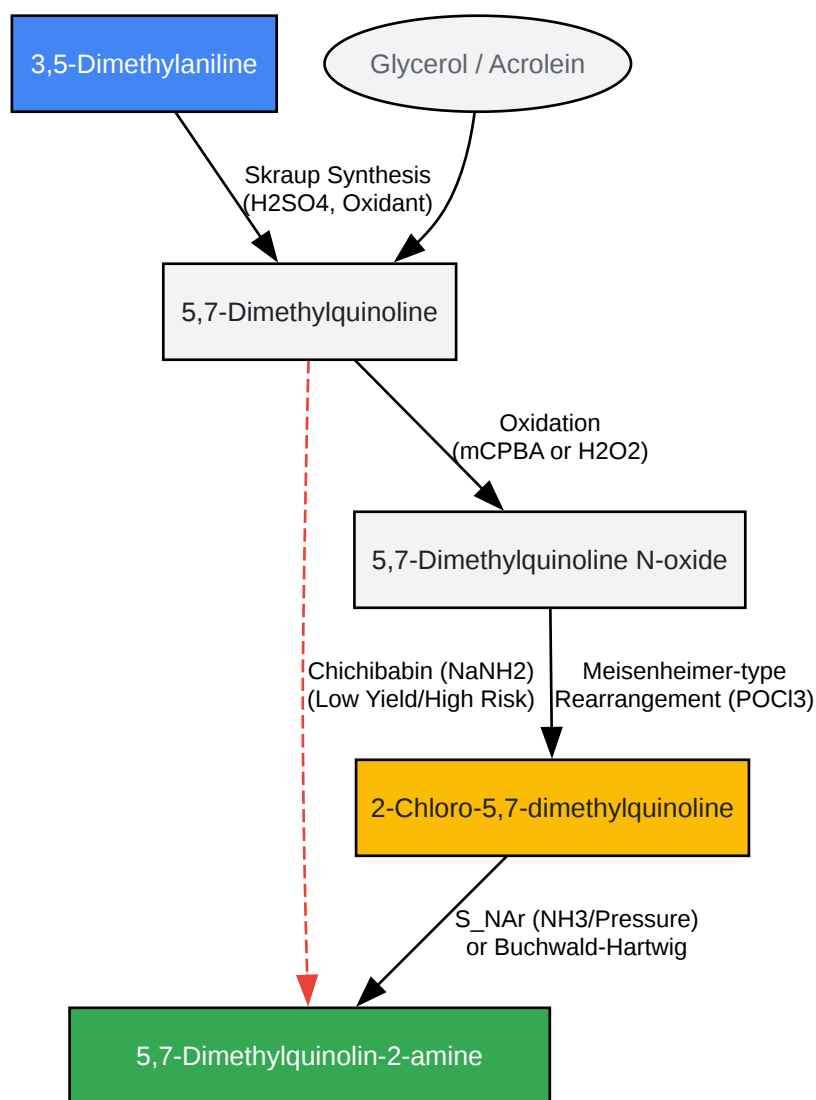 3,5-Dimethylaniline
Glycerol / Acrolein
Skraup Synthesis
(H2SO4, Oxidant)
5,7-Dimethylquinoline
Oxidation
(mCPBA or H2O2)
5,7-Dimethylquinoline N-oxide
Chichibabin (NaNH2)
(Low Yield/High Risk)
Meisenheimer-type
Rearrangement (POCl3)
2-Chloro-5,7-dimethylquinoline
S_NAr (NH3/Pressure)
or Buchwald-Hartwig
5,7-Dimethylquinolin-2-amine